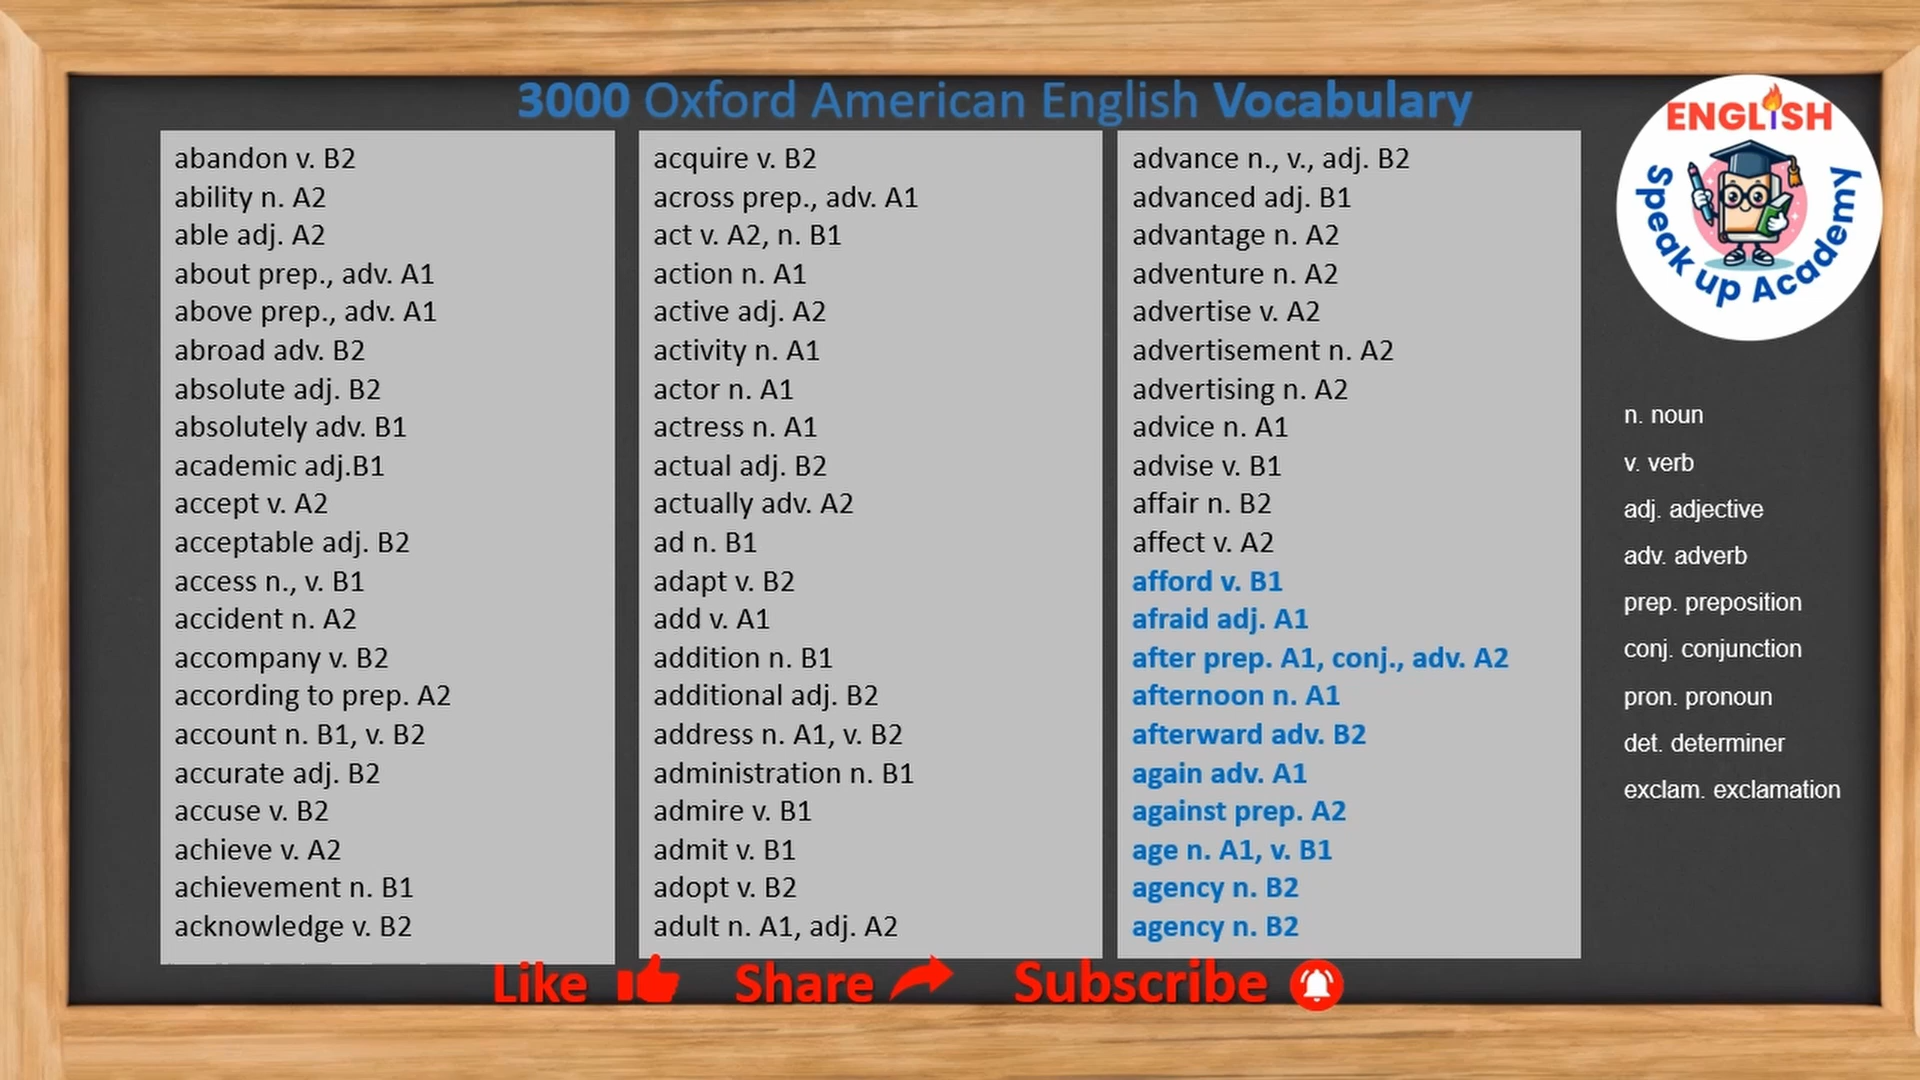 3000 Oxford American English Vocabulary
abandon v. B2
ability n. A2
able adj. A2
about prep., adv. A1
above prep., adv. A1
abroad adv. B2
absolute adj. B2
absolutely adv. B1
academic adj.B1
accept v. A2
acceptable adj. B2
access n., v. B1
accident n. A2
accompany v. B2
according to prep. A2
account n. B1, v. B2
accurate adj. B2
accuse v. B2
achieve v. A2
achievement n. B1
acknowledge v. B2
acquire v. B2
across prep., adv. A1
act v. A2, n. B1
action n. A1
active adj. A2
activity n. A1
actor n. A1
actress n. A1
actual adj. B2
actually adv. A2
ad n. B1
adapt v. B2
add v. A1
addition n. B1
additional adj. B2
address n. A1, v. B2
administration n. B1
admire v. B1
admit v. B1
adopt v. B2
adult n. A1, adj. A2
advance n., v., adj. B2
advanced adj. B1
advantage n. A2
adventure n. A2
advertise v. A2
advertisement n. A2
advertising n. A2
advice n. A1
advise v. B1
affair n. B2
affect v. A2
afford v. B1
afraid adj. A1
after prep. A1, conj., adv. A2
afternoon n. A1
afterward adv. B2
again adv. A1
against prep. A2
age n. A1, v. B1
agency n. B2
agency n. B2
ENGLISH
Speak up Academy
n. noun
v. verb
adj. adjective
adv. adverb
prep. preposition
conj. conjunction
pron. pronoun
det. determiner
exclam. exclamation
Like Share Subscribe